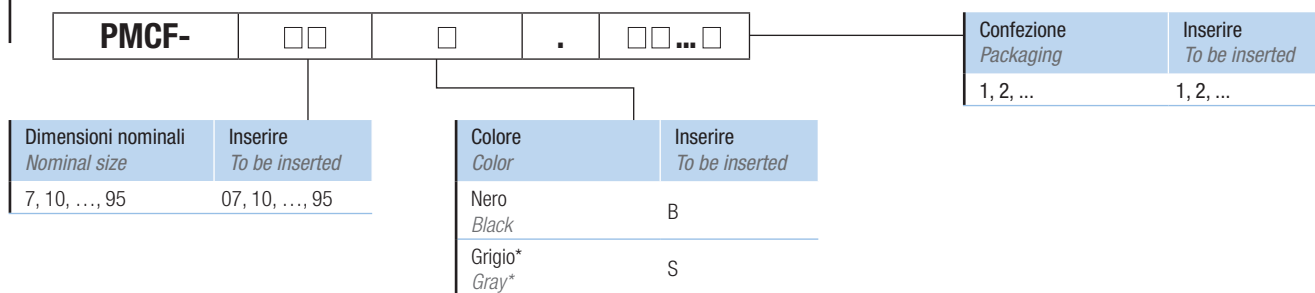 PMCF- □□ □ . □□...□
Confezione Inserire
Packaging To be inserted
1, 2, ... 1, 2, ...
Dimensioni nominali Inserire
Nominal size To be inserted
7, 10, …, 95 07, 10, …, 95
Colore Inserire
Color To be inserted
Nero
Black
B
Grigio*
Gray*
S